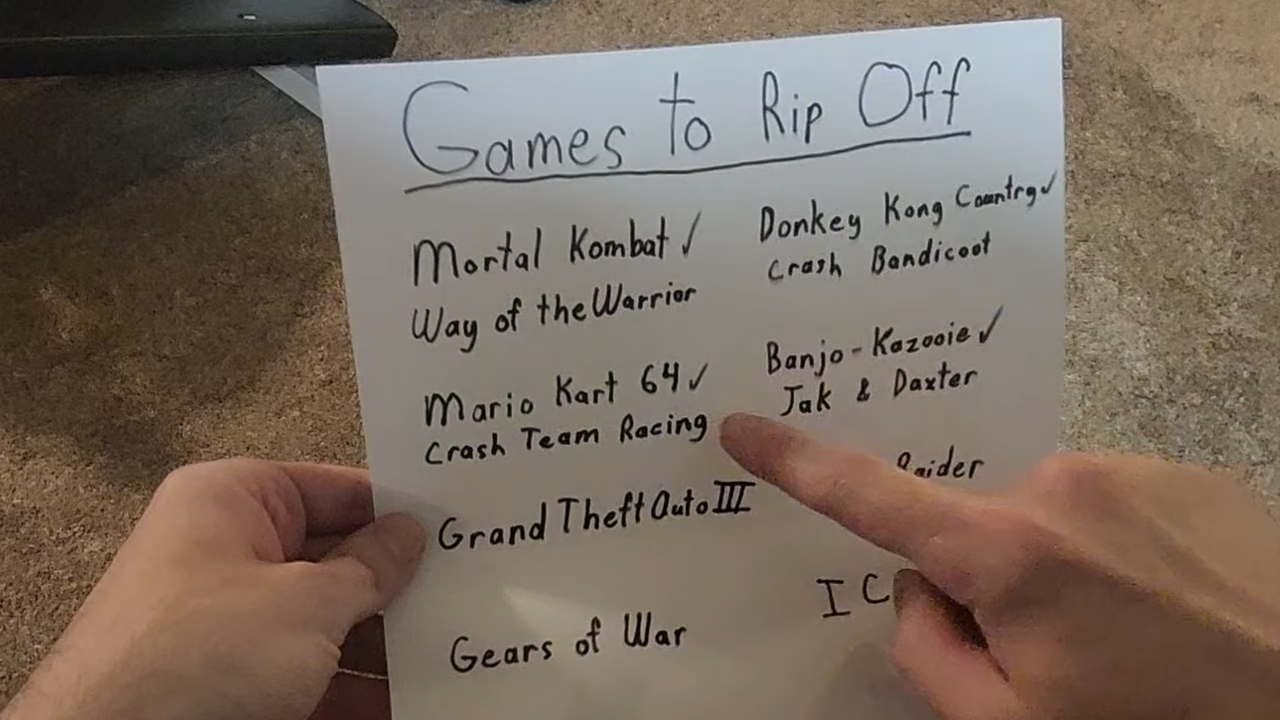 Games to Rip Off
Mortal Kombat ✓
Way of the Warrior
Donkey Kong Country ✓
Crash Bandicoot
Mario Kart 64 ✓
Crash Team Racing
Banjo-Kazooie ✓
Jak & Daxter
Grand Theft Auto III
Raider
Gears of War
I C